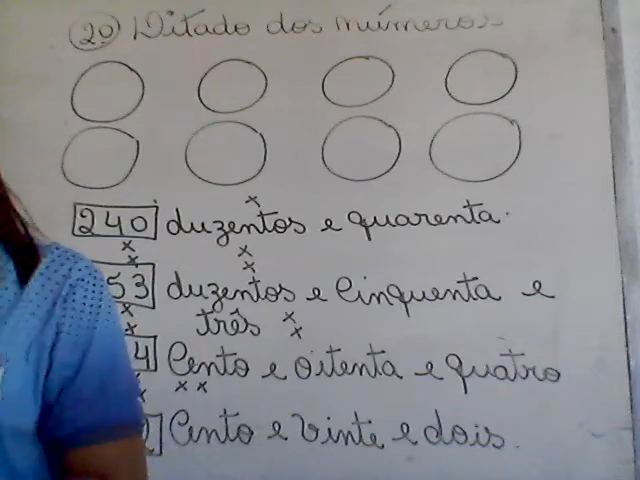 20 Ditado dos números
240 duzentos e quarenta.
53 duzentos e cinquenta e
três
4 Cento e oitenta e quatro
Cento e vinte e dois.